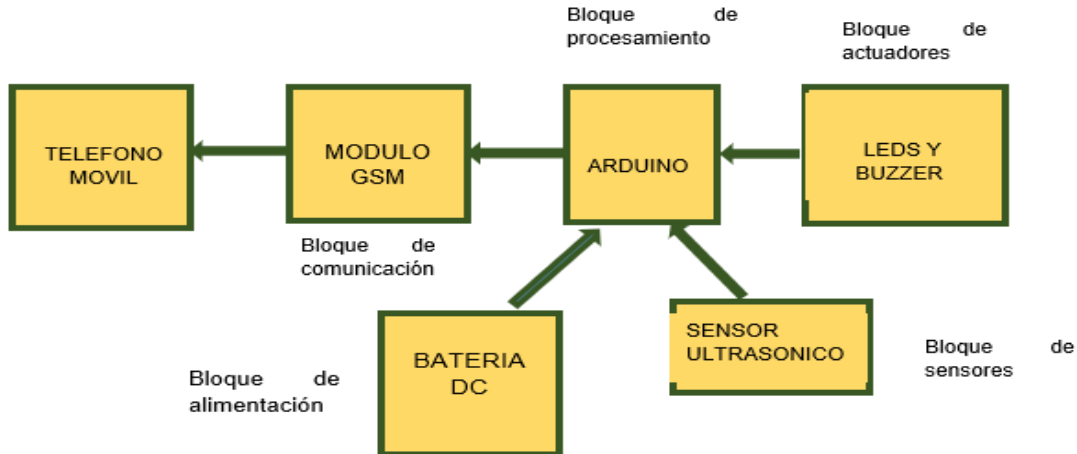 Bloque de
procesamiento
Bloque de
actuadores
TELEFONO
MOVIL
MODULO
GSM
ARDUINO
LEDS Y
BUZZER
Bloque de
comunicación
BATERIA
DC
SENSOR
ULTRASONICO
Bloque de
sensores
Bloque de
alimentación